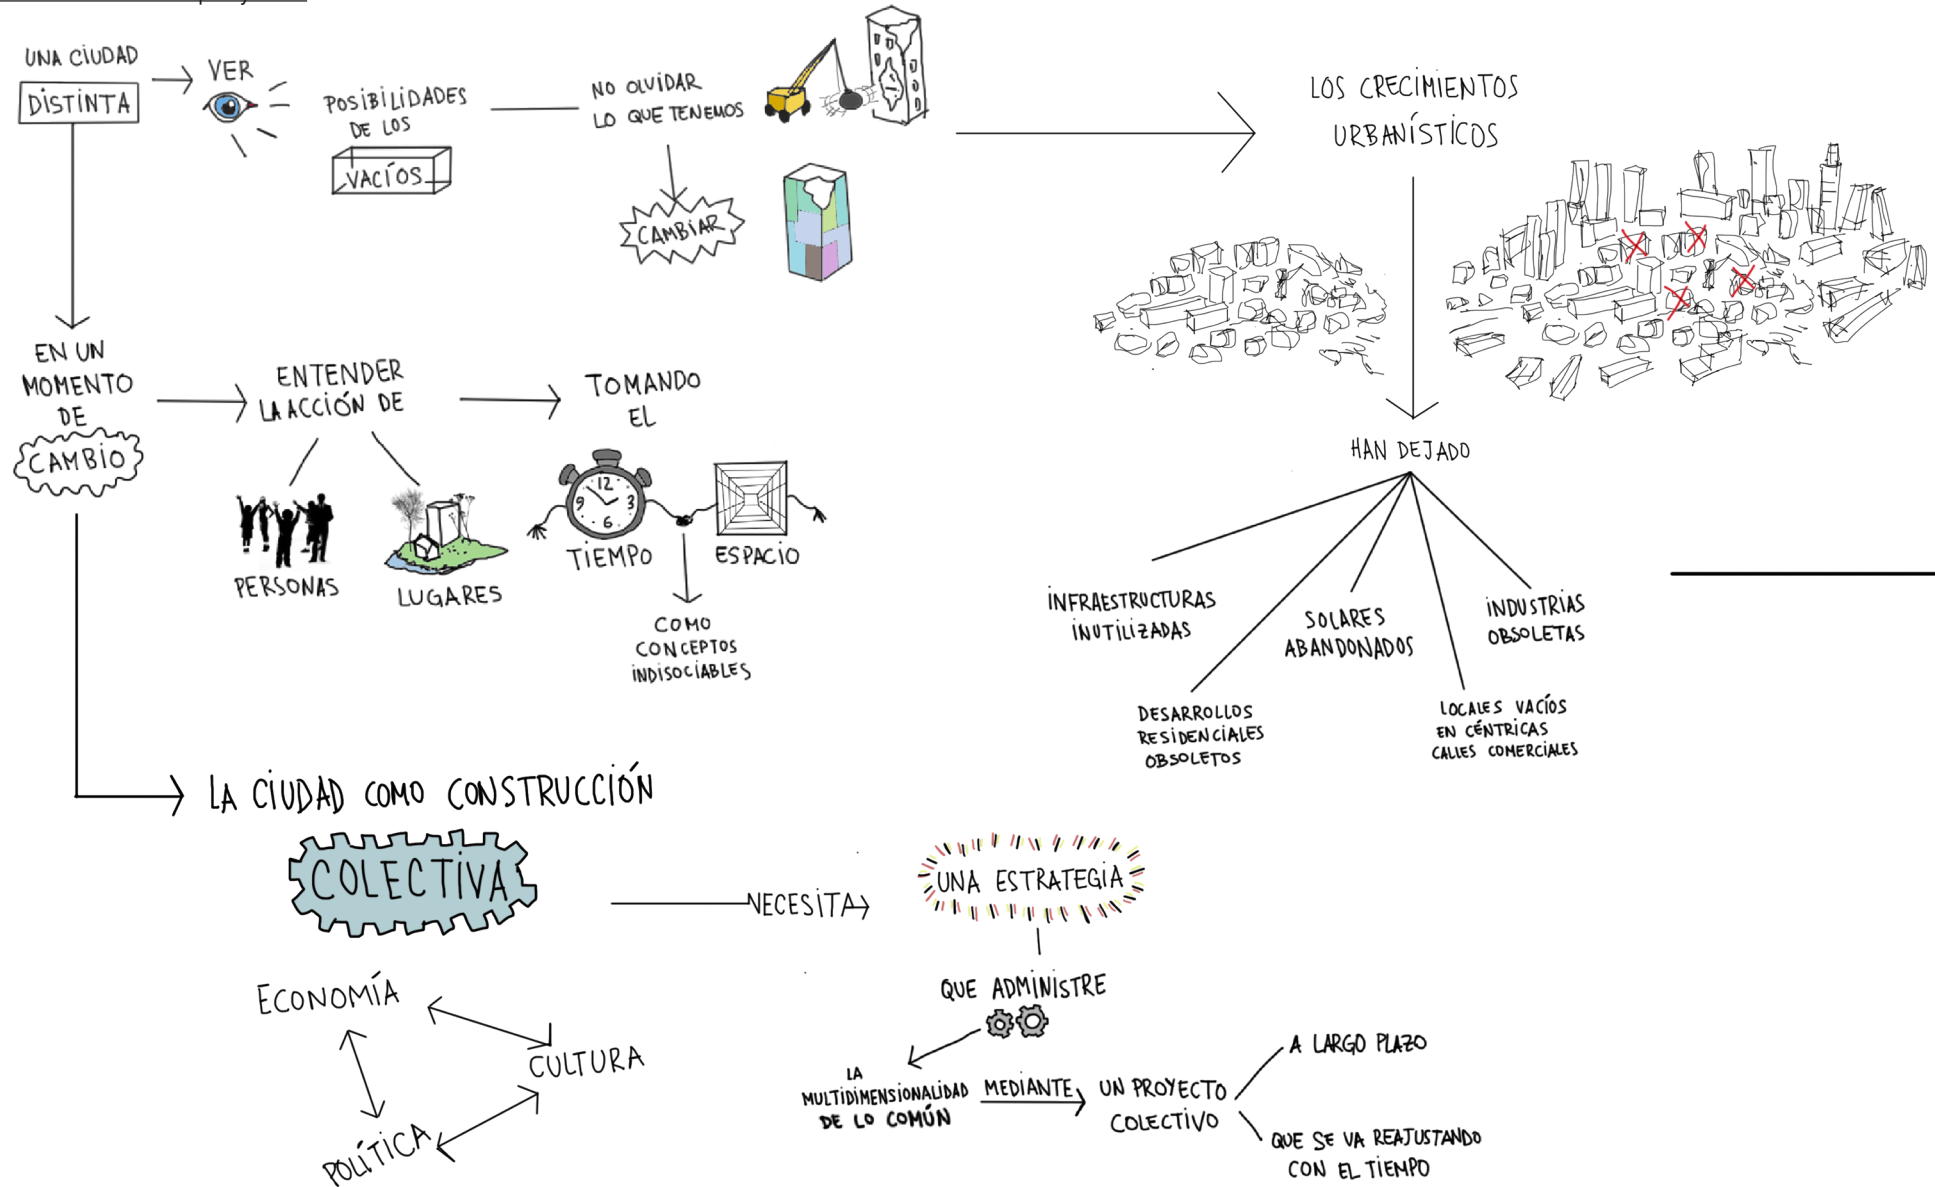 UNA CIUDAD
DISTINTA
VER
POSIBILIDADES
DE LOS
VACÍOS
NO OLVIDAR
LO QUE TENEMOS
CAMBIAR
LOS CRECIMIENTOS
URBANÍSTICOS
EN UN
MOMENTO
DE
CAMBIO
ENTENDER
LA ACCIÓN DE
PERSONAS
LUGARES
TOMANDO
EL
12
9
3
6
TIEMPO
ESPACIO
COMO
CONCEPTOS
INDISOCIABLES
HAN DEJADO
INFRAESTRUCTURAS
INUTILIZADAS
SOLARES
ABANDONADOS
INDUSTRIAS
OBSOLETAS
DESARROLLOS
RESIDENCIALES
OBSOLETOS
LOCALES VACÍOS
EN CÉNTRICAS
CALLES COMERCIALES
LA CIUDAD COMO CONSTRUCCIÓN
COLECTIVA
NECESITA
UNA ESTRATEGIA
ECONOMÍA
CULTURA
POLÍTICA
QUE ADMINISTRE
LA
MULTIDIMENSIONALIDAD
DE LO COMÚN
MEDIANTE
UN PROYECTO
COLECTIVO
A LARGO PLAZO
QUE SE VA REAJUSTANDO
CON EL TIEMPO